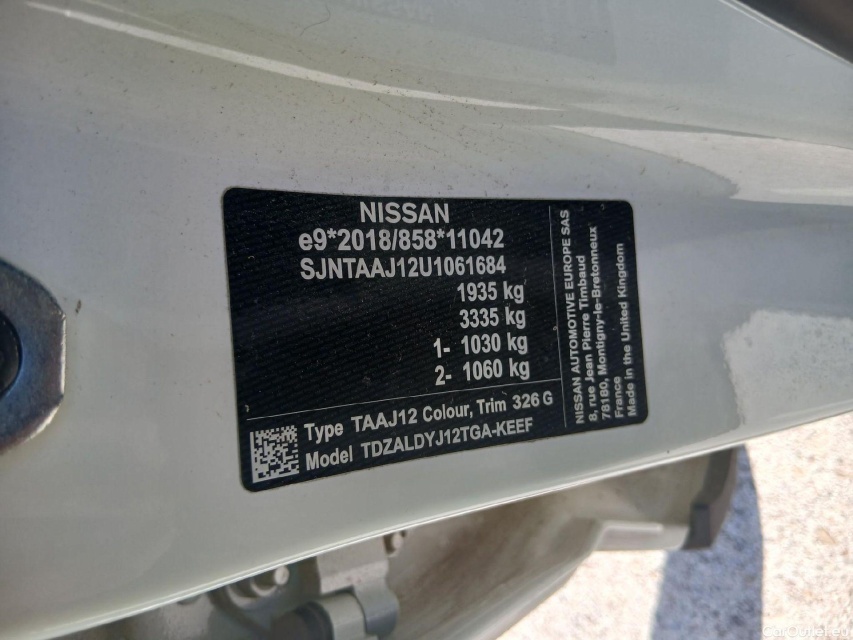 NISSAN
e9*2018/858*11042
SJNTAAJ12U1061684
1935 kg
3335 kg
1- 1030 kg
2- 1060 kg
Type TAAJ12 Colour, Trim 326 G
Model TDZALDYJ12TGA-KEEF
NISSAN AUTOMOTIVE EUROPE SAS
8, rue Jean Pierre Timbaud
78180, Montigny-le-Bretonneux
France
Made in the United Kingdom